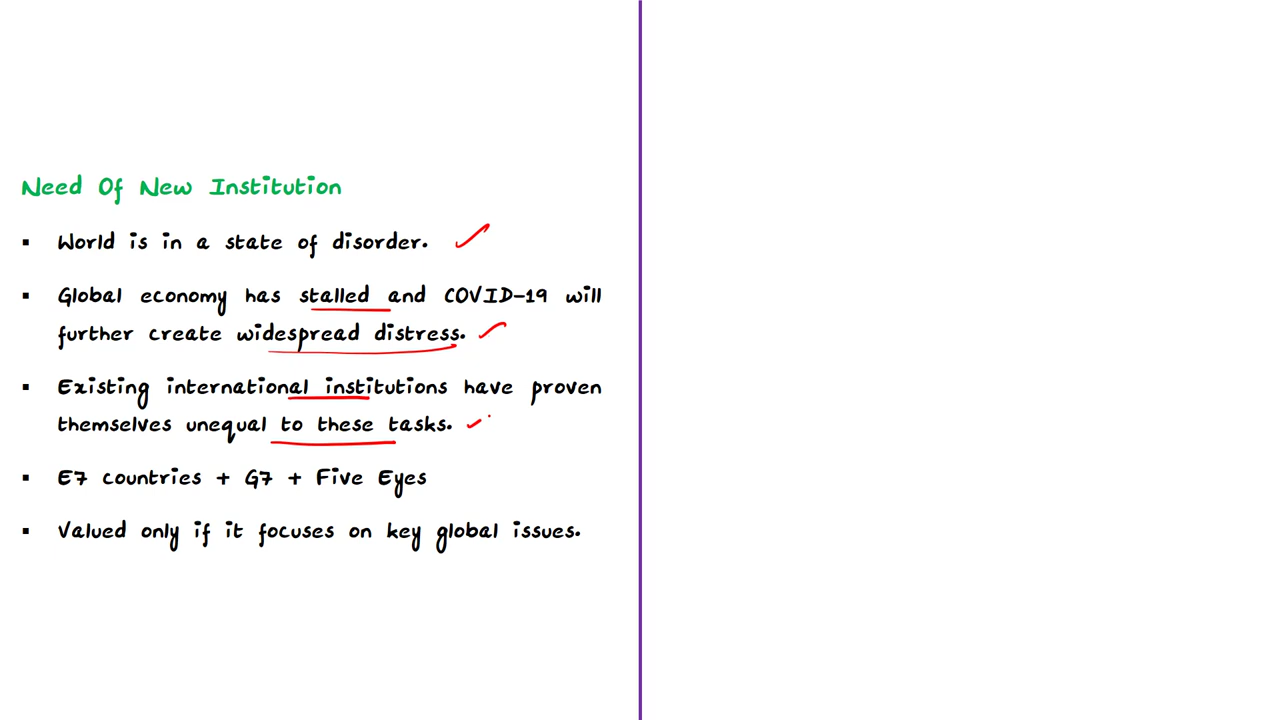 Need Of New Institution
▪ World is in a state of disorder.
▪ Global economy has stalled and COVID-19 will
further create widespread distress.
▪ Existing international institutions have proven
themselves unequal to these tasks.
▪ E7 countries + G7 + Five Eyes
▪ Valued only if it focuses on key global issues.